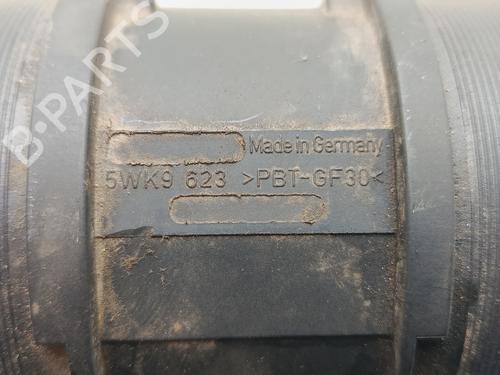 B-PARTS
Made in Germany
5WK9 623 >PBT-GF30<